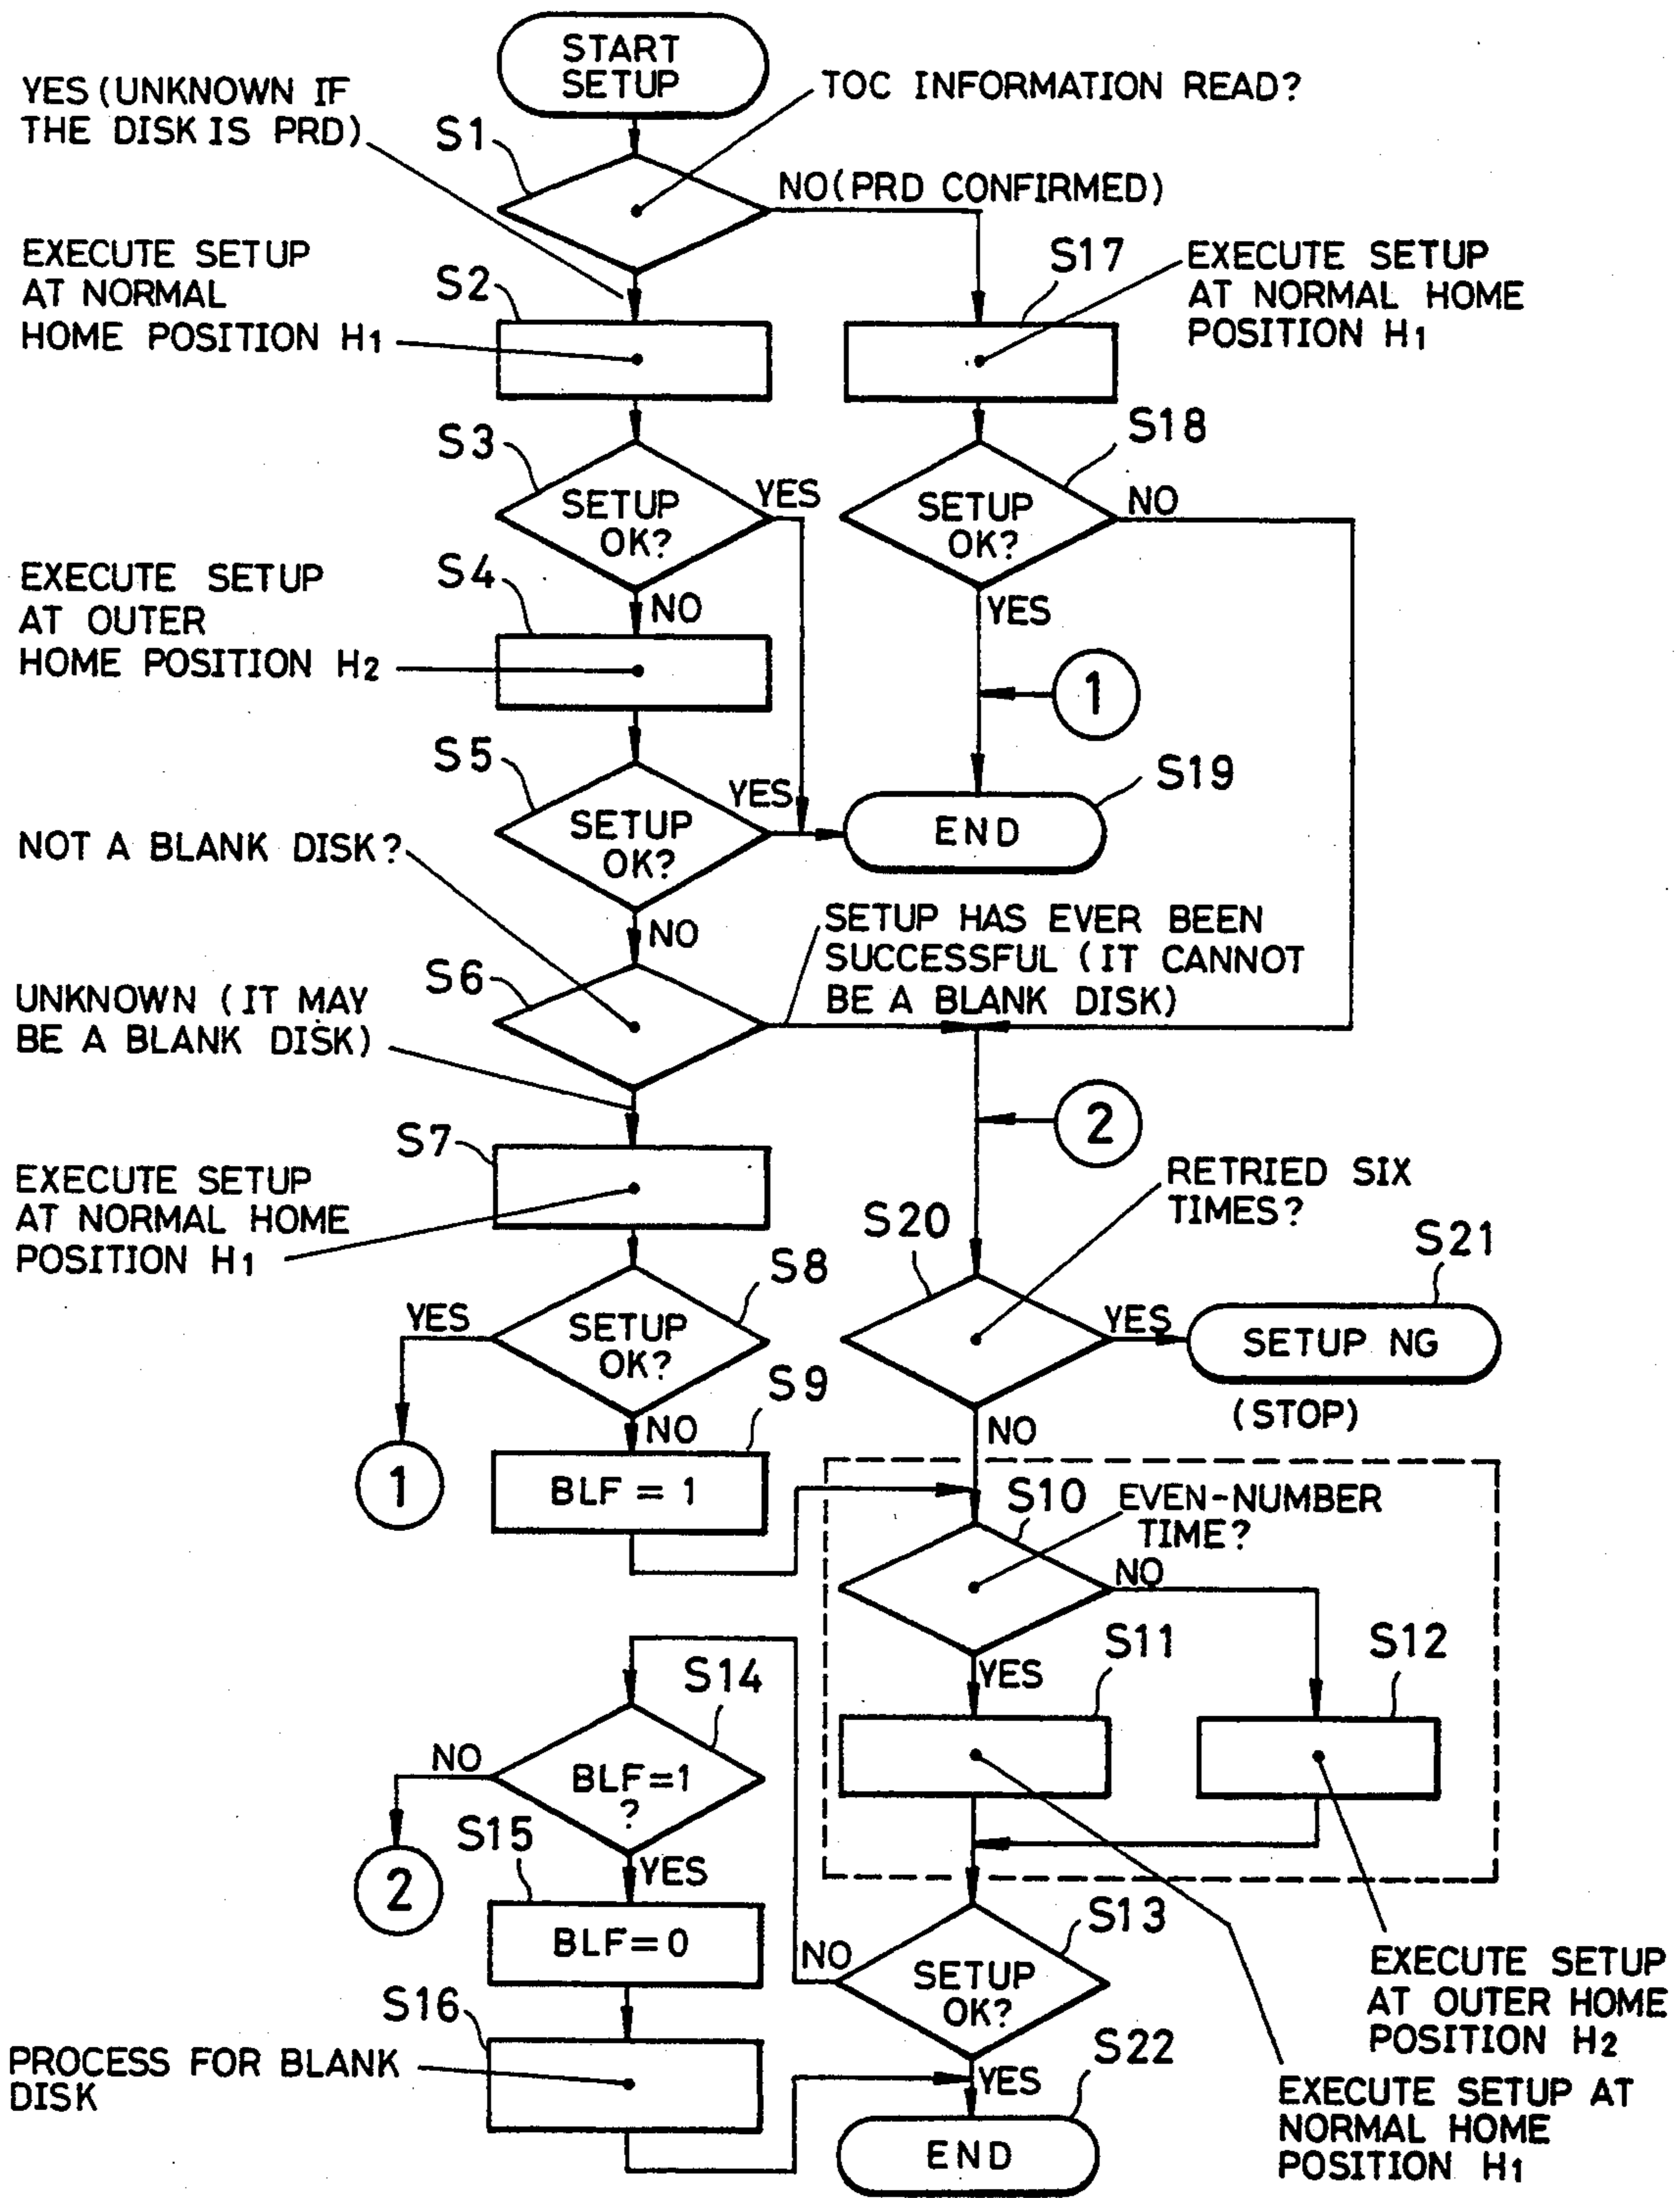 START
SETUP
YES (UNKNOWN IF
THE DISK IS PRD)
TOC INFORMATION READ?
S1
NO (PRD CONFIRMED)
EXECUTE SETUP
AT NORMAL
HOME POSITION H1
S2
S17
EXECUTE SETUP
AT NORMAL HOME
POSITION H1
S3
SETUP
OK?
YES
S18
SETUP
OK?
NO
EXECUTE SETUP
AT OUTER
HOME POSITION H2
S4
NO
YES
1
S5
SETUP
OK?
YES
S19
END
NOT A BLANK DISK?
NO
SETUP HAS EVER BEEN
SUCCESSFUL (IT CANNOT
BE A BLANK DISK)
S6
UNKNOWN (IT MAY
BE A BLANK DISK)
2
S7
EXECUTE SETUP
AT NORMAL HOME
POSITION H1
RETRIED SIX
TIMES?
S20
S21
S8
YES
SETUP
OK?
YES
SETUP NG
(STOP)
S9
NO
NO
1
BLF = 1
S10
EVEN-NUMBER
TIME?
NO
S11
S12
YES
S14
NO
BLF=1
?
2
S15
YES
BLF=0
S13
NO
SETUP
OK?
EXECUTE SETUP
AT OUTER HOME
POSITION H2
S16
PROCESS FOR BLANK
DISK
S22
YES
EXECUTE SETUP AT
NORMAL HOME
POSITION H1
END